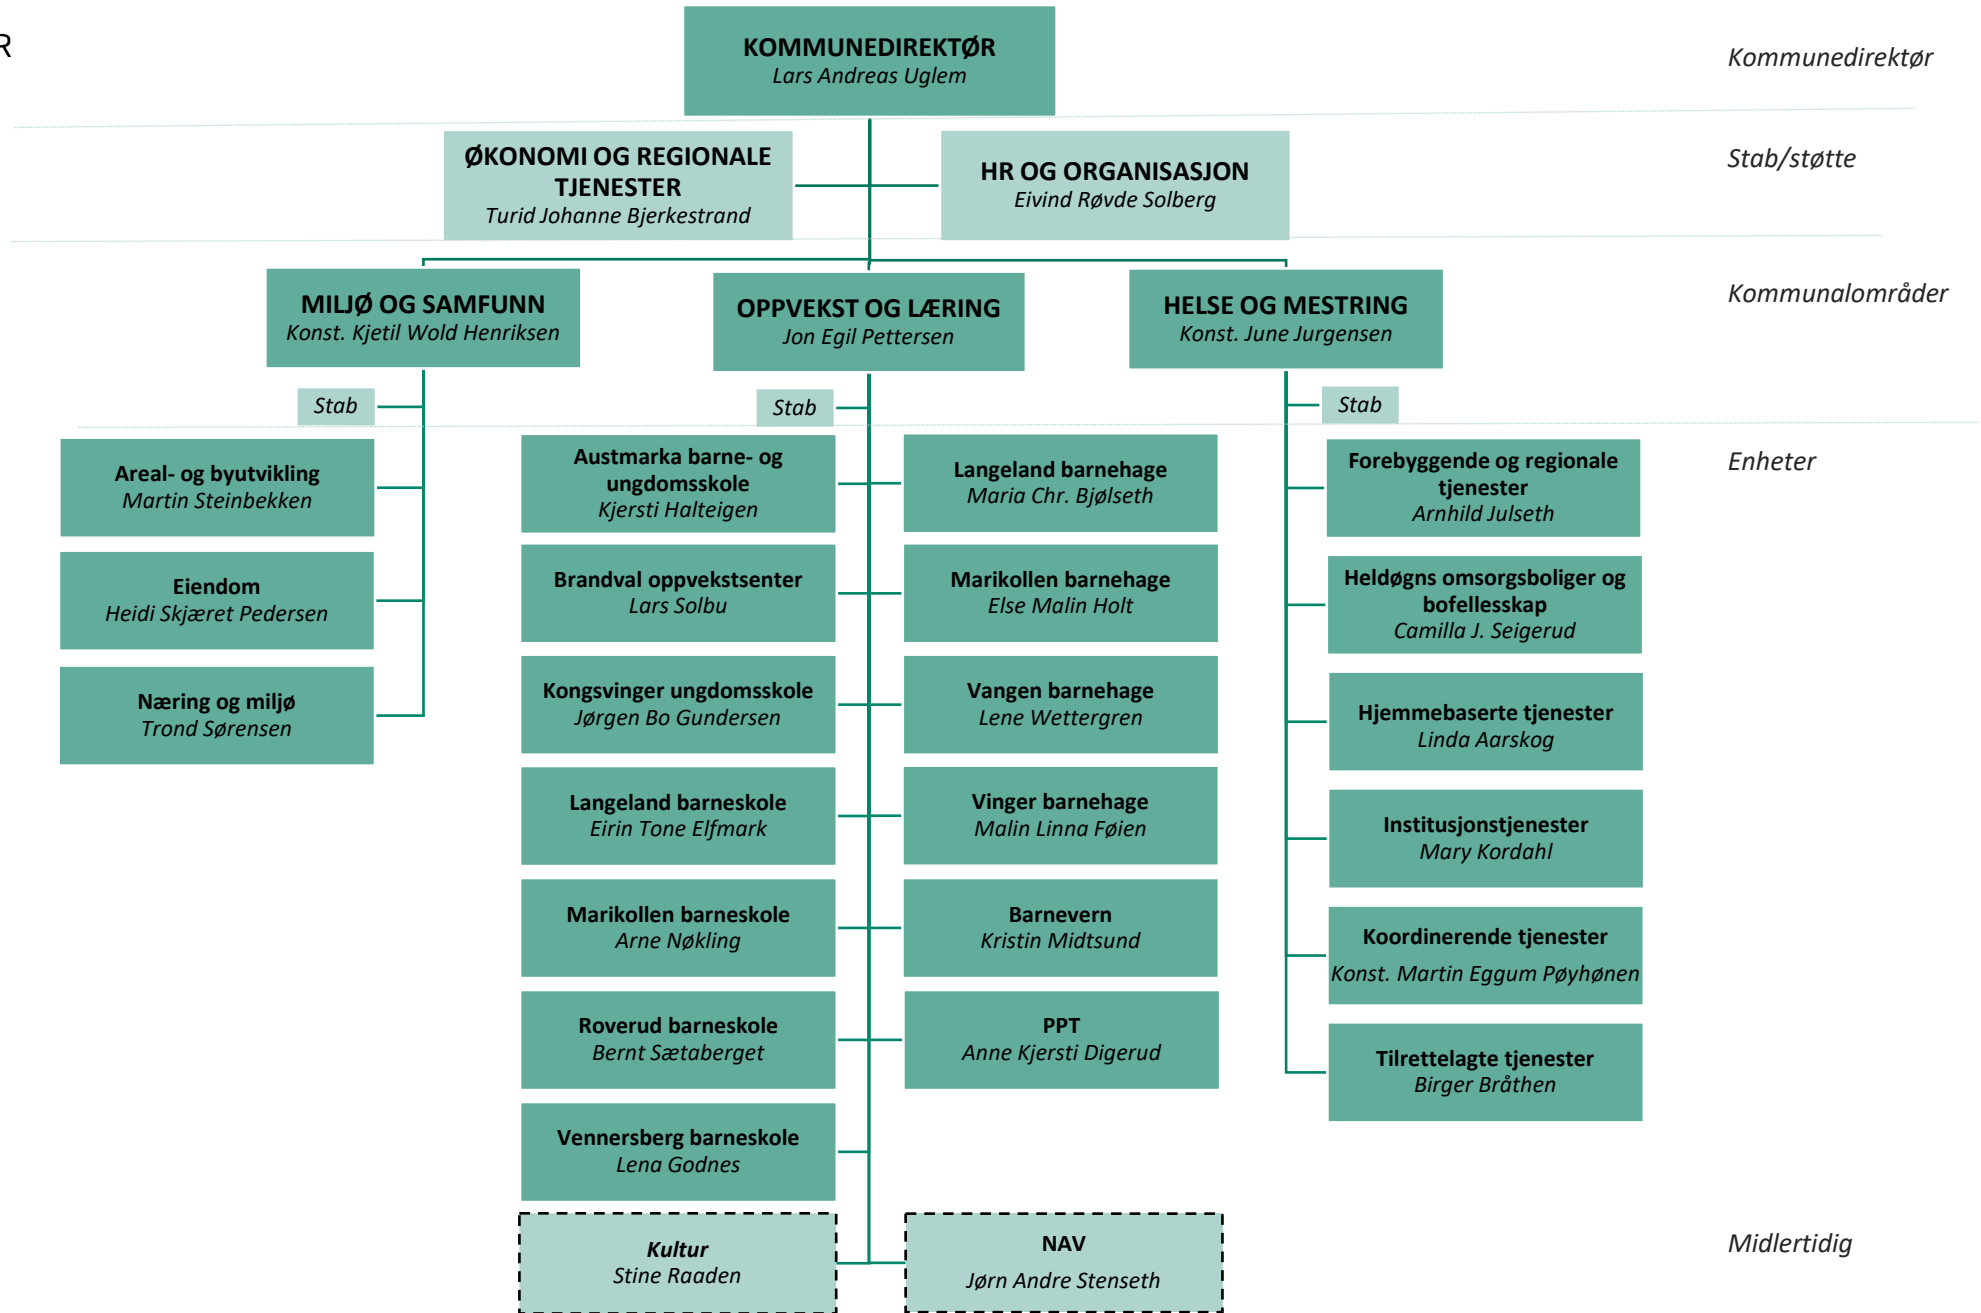 R
KOMMUNEDIREKTØR
Lars Andreas Uglem
Kommunedirektør
ØKONOMI OG REGIONALE
TJENESTER
Turid Johanne Bjerkestrand
HR OG ORGANISASJON
Eivind Røvde Solberg
Stab/støtte
MILJØ OG SAMFUNN
Konst. Kjetil Wold Henriksen
OPPVEKST OG LÆRING
Jon Egil Pettersen
HELSE OG MESTRING
Konst. June Jurgensen
Kommunalområder
Stab
Stab
Stab
Enheter
Areal- og byutvikling
Martin Steinbekken
Eiendom
Heidi Skjæret Pedersen
Næring og miljø
Trond Sørensen
Austmarka barne- og
ungdomsskole
Kjersti Halteigen
Brandval oppvekstsenter
Lars Solbu
Kongsvinger ungdomsskole
Jørgen Bo Gundersen
Langeland barneskole
Eirin Tone Elfmark
Marikollen barneskole
Arne Nøkling
Roverud barneskole
Bernt Sætaberget
Vennersberg barneskole
Lena Godnes
Kultur
Stine Raaden
Langeland barnehage
Maria Chr. Bjølseth
Marikollen barnehage
Else Malin Holt
Vangen barnehage
Lene Wettergren
Vinger barnehage
Malin Linna Føien
Barnevern
Kristin Midtsund
PPT
Anne Kjersti Digerud
NAV
Jørn Andre Stenseth
Forebyggende og regionale
tjenester
Arnhild Julseth
Heldøgns omsorgsboliger og
bofellesskap
Camilla J. Seigerud
Hjemmebaserte tjenester
Linda Aarskog
Institusjonstjenester
Mary Kordahl
Koordinerende tjenester
Konst. Martin Eggum Pøyhønen
Tilrettelagte tjenester
Birger Bråthen
Midlertidig